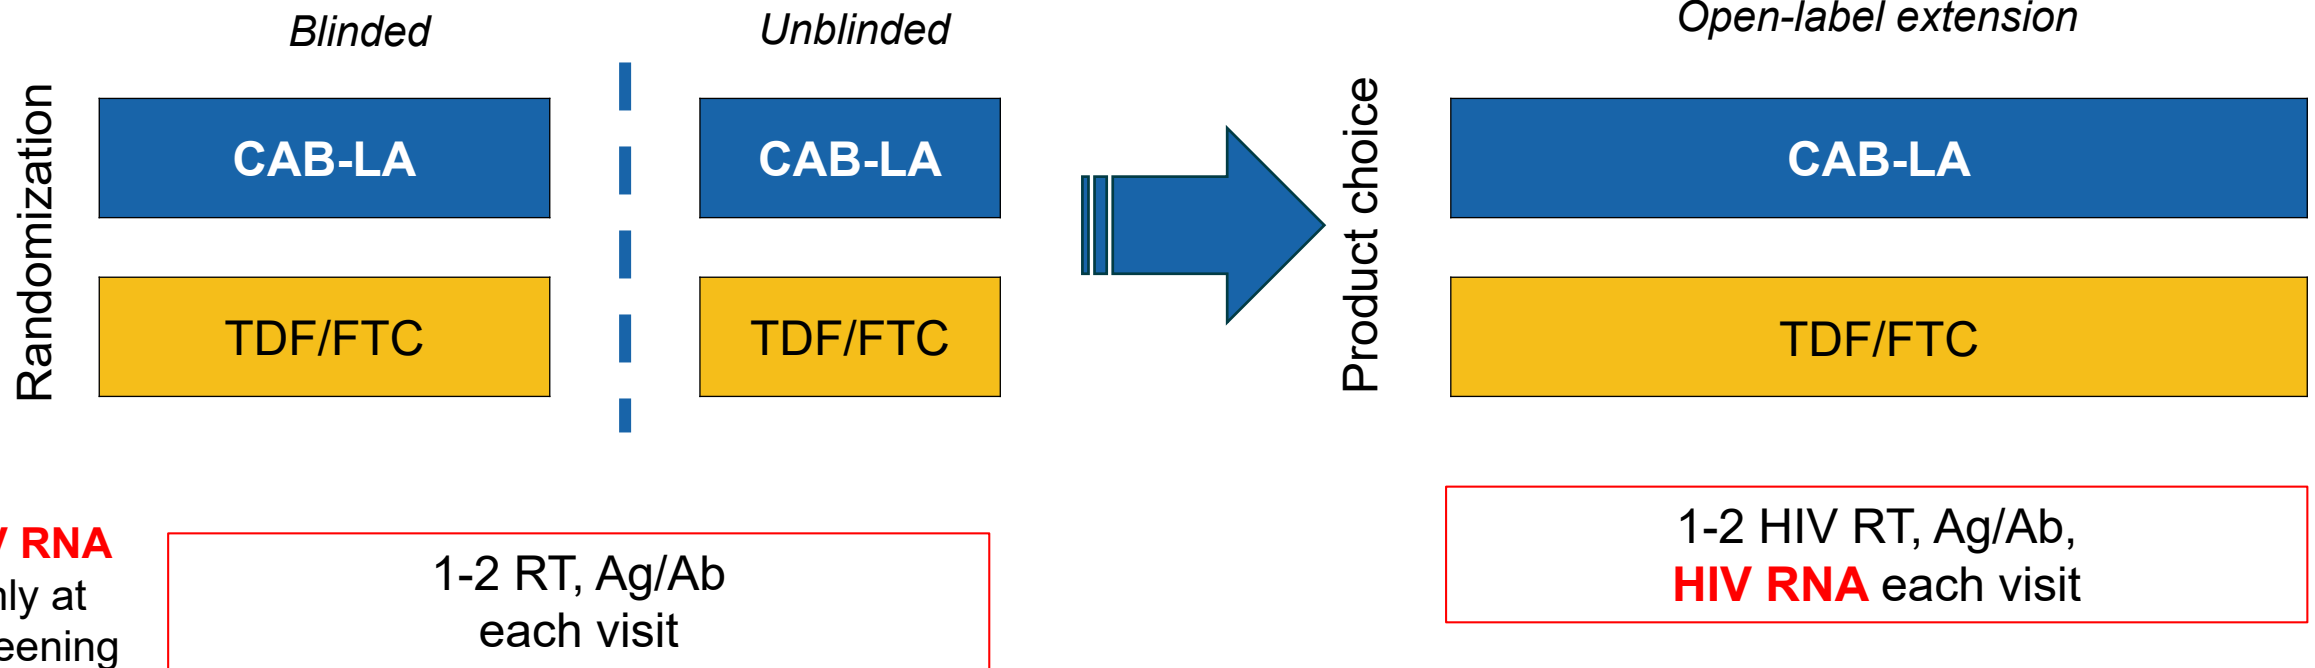 Blinded
Unblinded
Open-label extension
Randomization
CAB-LA
CAB-LA
Product choice
CAB-LA
TDF/FTC
TDF/FTC
TDF/FTC
RNA
at
1-2 RT, Ag/Ab
each visit
1-2 HIV RT, Ag/Ab,
HIV RNA each visit